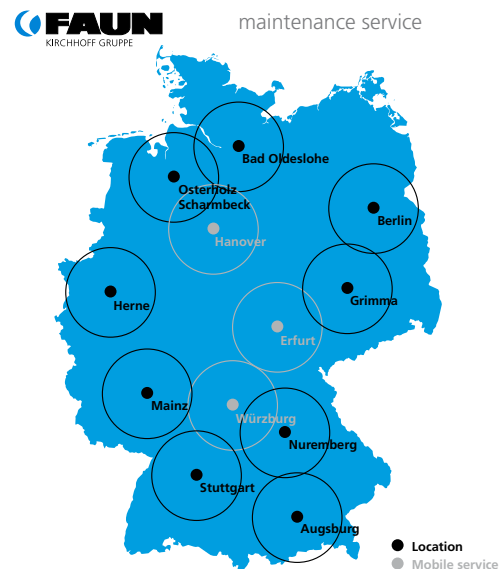 FAUN
KIRCHHOFF GRUPPE
maintenance service
Bad Oldeslohe
Osterholz
Scharmbeck
Berlin
Hanover
Herne
Grimma
Erfurt
Mainz
Würzburg
Nuremberg
Stuttgart
Augsburg
Location
Mobile service